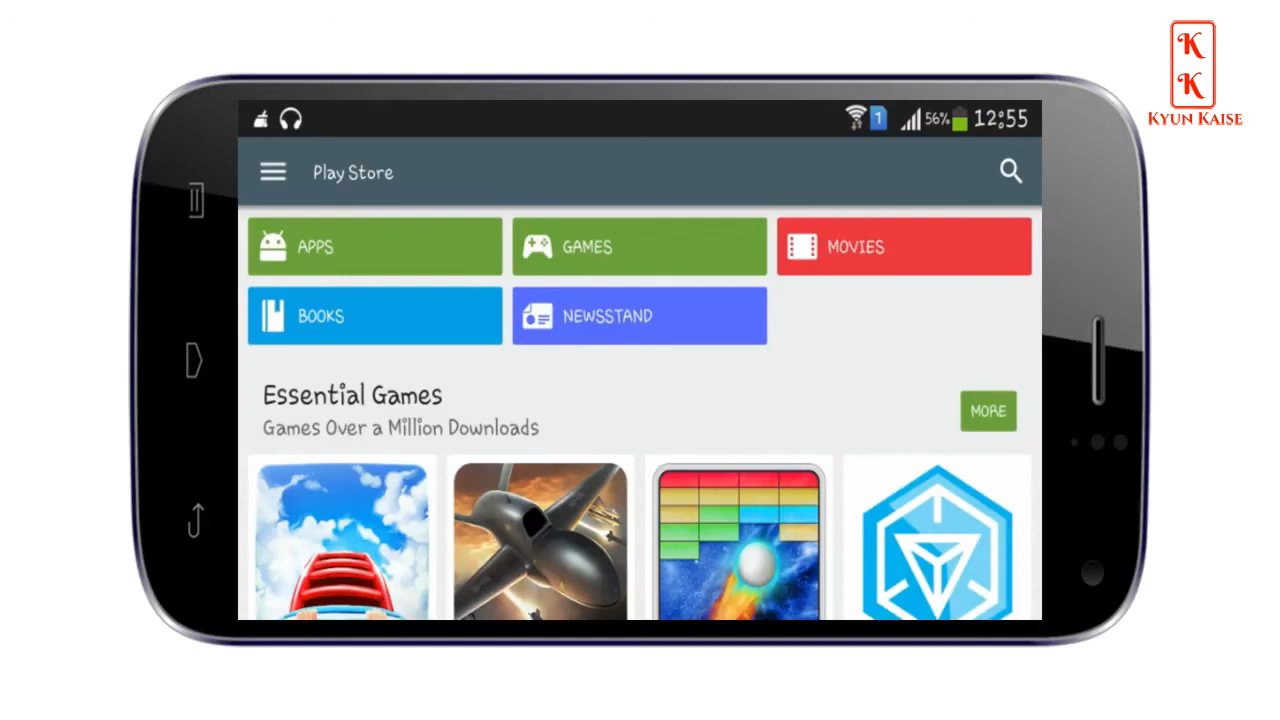 K
K
KYUN KAISE
1
56%
12:55
Play Store
APPS
GAMES
MOVIES
BOOKS
NEWSSTAND
Essential Games
Games Over a Million Downloads
MORE